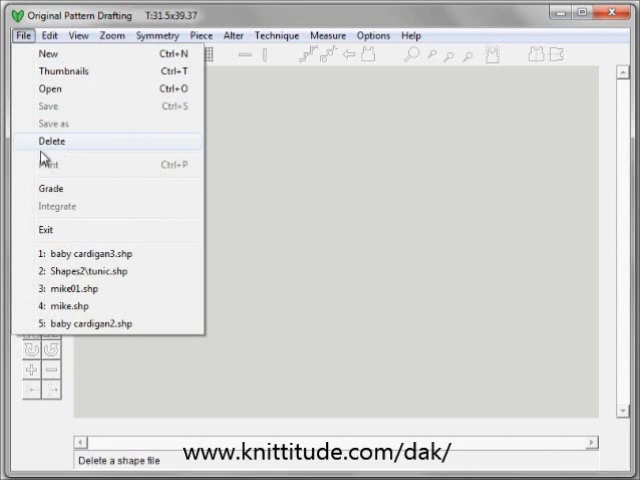 Original Pattern Drafting T:31.5x39.37
File Edit View Zoom Symmetry Piece Alter Technique Measure Options Help
New Ctrl+N
Thumbnails Ctrl+T
Open Ctrl+O
Save Ctrl+S
Save as
Delete
Print Ctrl+P
Grade
Integrate
Exit
1: baby cardigan3.shp
2: Shapes2\tunic.shp
3: mike01.shp
4: mike.shp
5: baby cardigan2.shp
www.knittitude.com/dak/
Delete a shape file